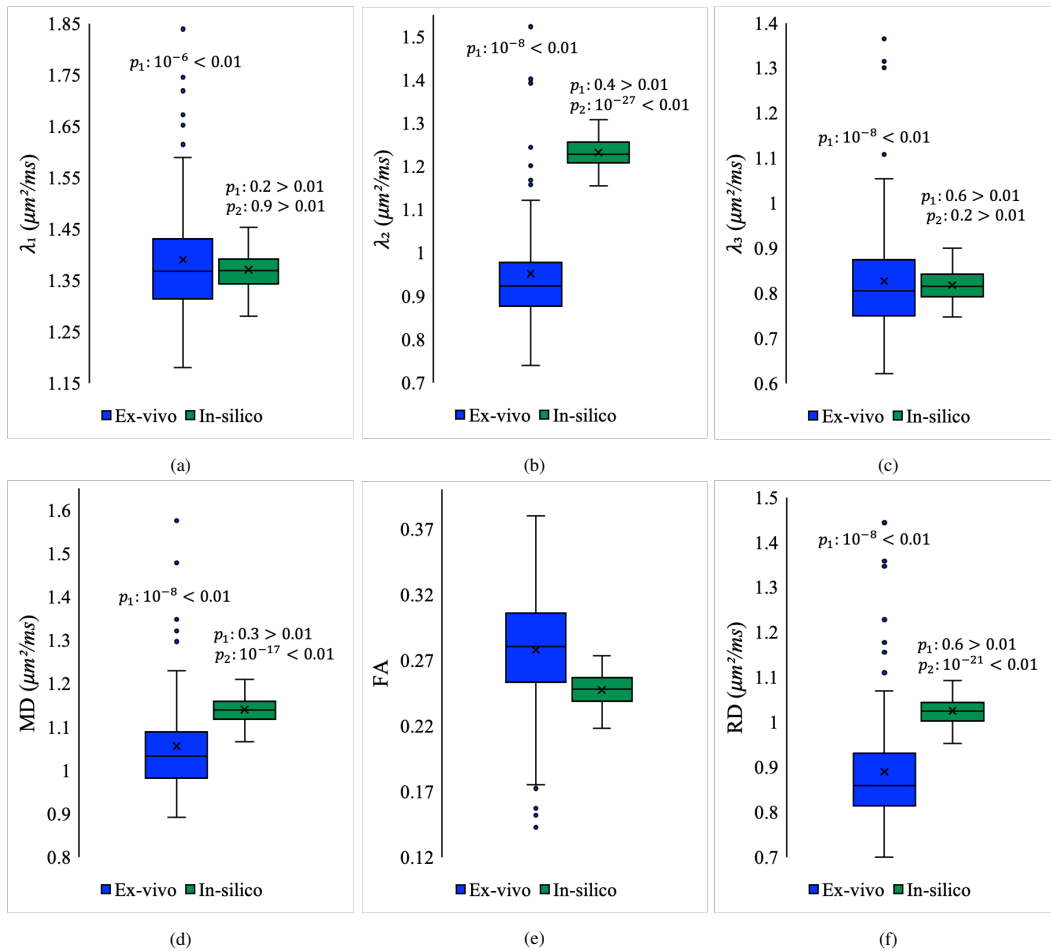 1.85
1.75
1.65
1.55
1.45
1.35
1.25
1.15
λ₁ (μm²/ms)
p₁: 10⁻⁶ < 0.01
p₁: 0.2 > 0.01
p₂: 0.9 > 0.01
Ex-vivo In-silico
(a)
1.5
1.4
1.3
1.2
1.1
1
0.9
0.8
0.7
λ₂ (μm²/ms)
p₁: 10⁻⁸ < 0.01
p₁: 0.4 > 0.01
p₂: 10⁻²⁷ < 0.01
Ex-vivo In-silico
(b)
1.4
1.3
1.2
1.1
1
0.9
0.8
0.7
0.6
λ₃ (μm²/ms)
p₁: 10⁻⁸ < 0.01
p₁: 0.6 > 0.01
p₂: 0.2 > 0.01
Ex-vivo In-silico
(c)
1.6
1.5
1.4
1.3
1.2
1.1
1
0.9
0.8
MD (μm²/ms)
p₁: 10⁻⁸ < 0.01
p₁: 0.3 > 0.01
p₂: 10⁻¹⁷ < 0.01
Ex-vivo In-silico
(d)
0.37
0.32
0.27
0.22
0.17
0.12
FA
Ex-vivo In-silico
(e)
1.5
1.4
1.3
1.2
1.1
1
0.9
0.8
0.7
RD (μm²/ms)
p₁: 10⁻⁸ < 0.01
p₁: 0.6 > 0.01
p₂: 10⁻²¹ < 0.01
Ex-vivo In-silico
(f)